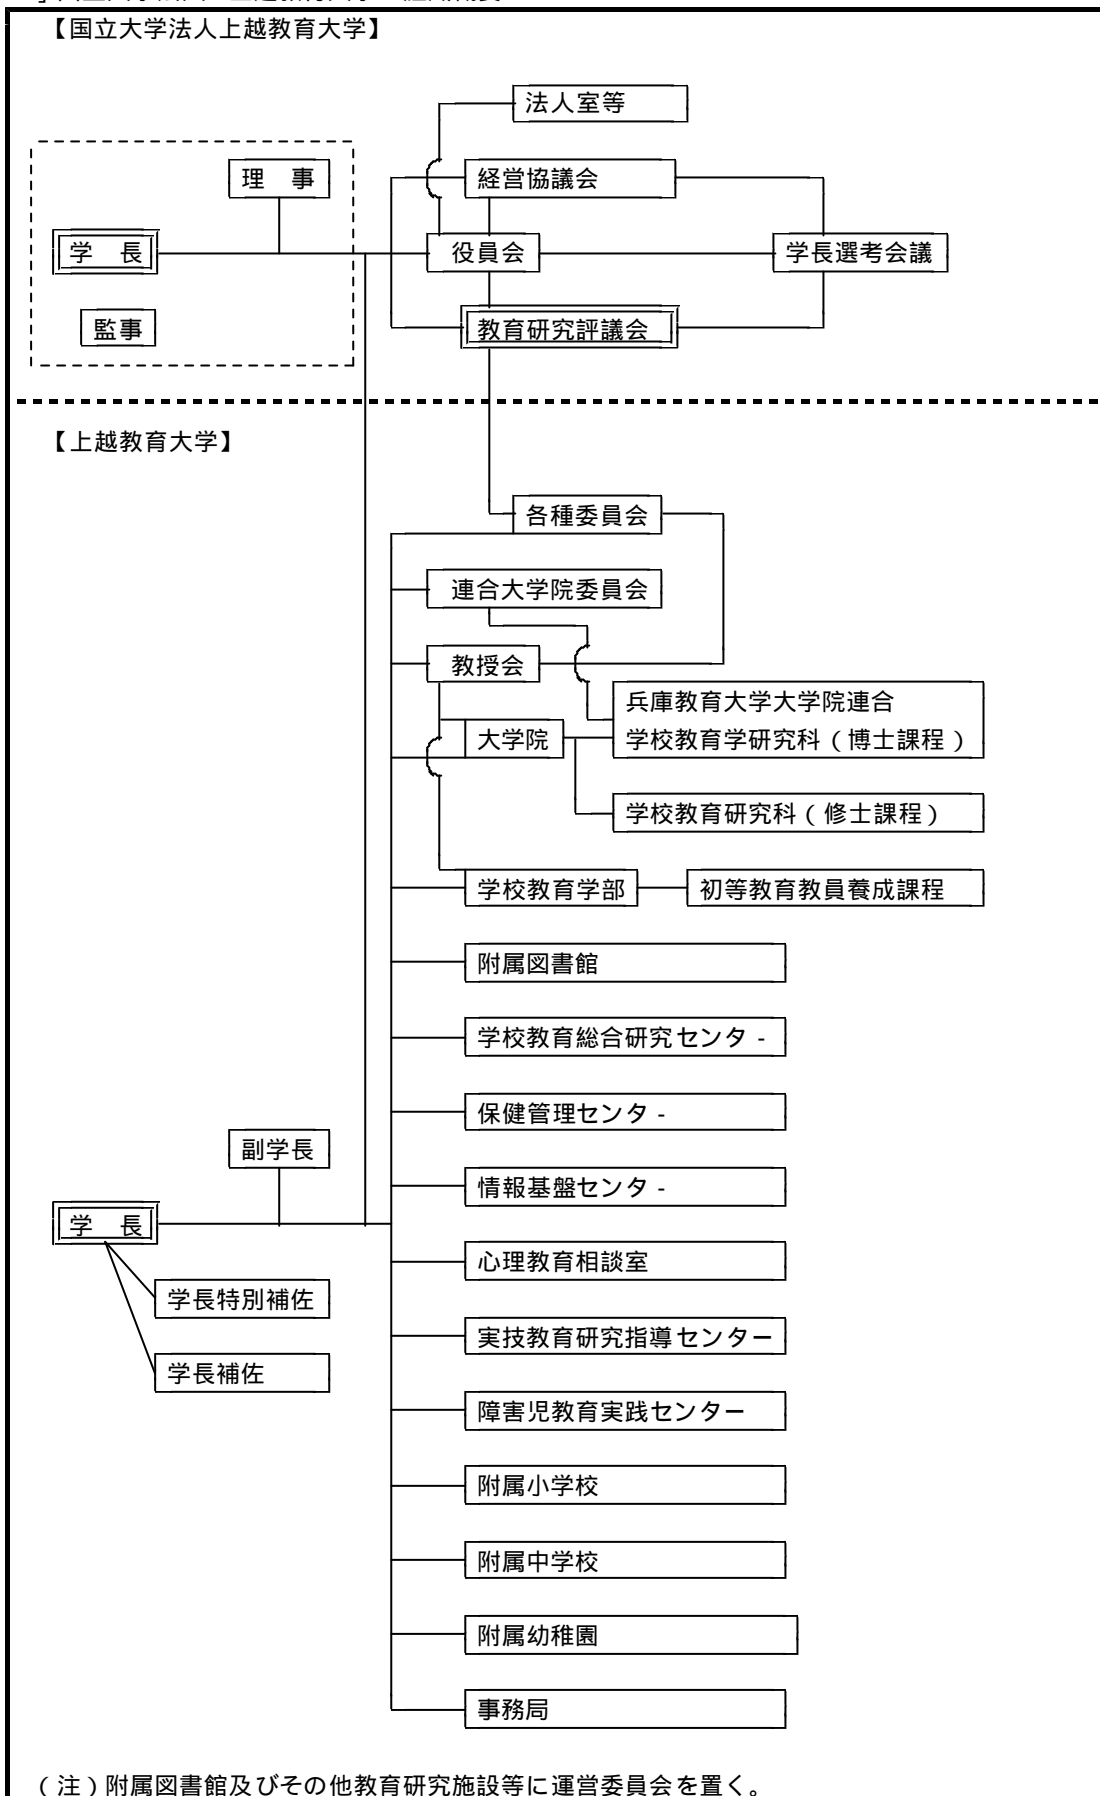 【国立大学法人上越教育大学】
法人室等
理　事
経営協議会
学　長
役員会
学長選考会議
監事
教育研究評議会
【上越教育大学】
各種委員会
連合大学院委員会
教授会
兵庫教育大学大学院連合
学校教育学研究科（博士課程）
大学院
学校教育研究科（修士課程）
学校教育学部
初等教育教員養成課程
附属図書館
学校教育総合研究センタ-
保健管理センタ-
副学長
情報基盤センタ-
学　長
心理教育相談室
学長特別補佐
実技教育研究指導センター
学長補佐
障害児教育実践センター
附属小学校
附属中学校
附属幼稚園
事務局
（注）附属図書館及びその他教育研究施設等に運営委員会を置く。